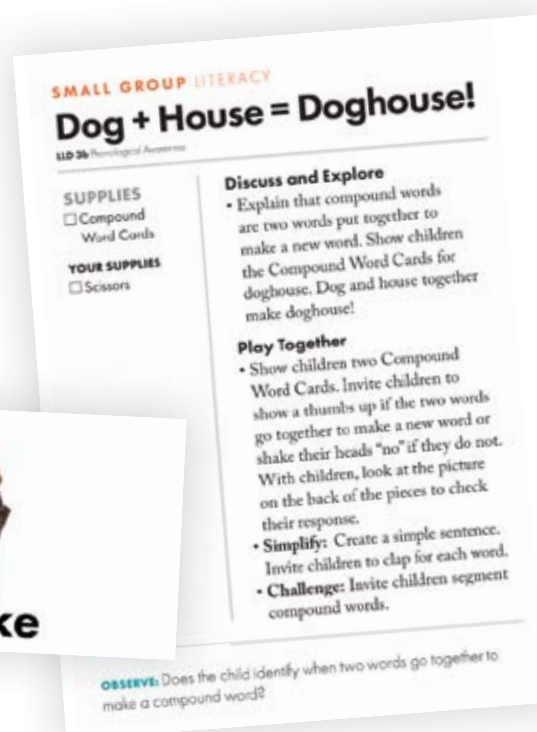 SMALL GROUP LITERACY
Dog + House = Doghouse!
LLD 3b Phonological Awareness
SUPPLIES
☐ Compound
Word Cards
YOUR SUPPLIES
☐ Scissors
Discuss and Explore
• Explain that compound words
are two words put together to
make a new word. Show children
the Compound Word Cards for
doghouse. Dog and house together
make doghouse!
Play Together
• Show children two Compound
Word Cards. Invite children to
show a thumbs up if the two words
go together to make a new word or
shake their heads "no" if they do not.
With children, look at the picture
on the back of the pieces to check
their response.
• Simplify: Create a simple sentence.
Invite children to clap for each word.
• Challenge: Invite children segment
compound words.
ke
OBSERVE: Does the child identify when two words go together to
make a compound word?